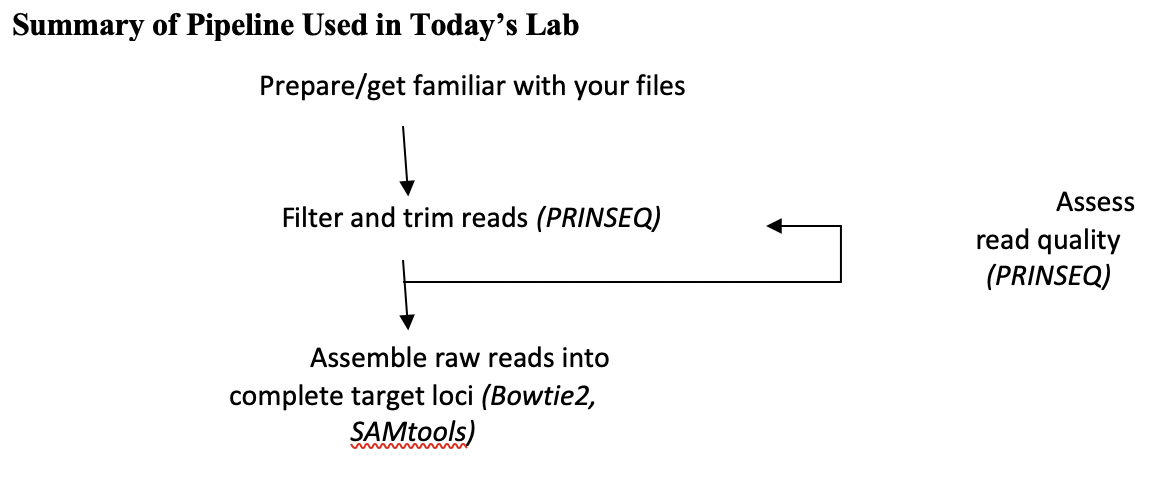 Summary of Pipeline Used in Today’s Lab
Prepare/get familiar with your files
Filter and trim reads (PRINSEQ)
Assess
read quality
(PRINSEQ)
Assemble raw reads into
complete target loci (Bowtie2,
SAMtools)